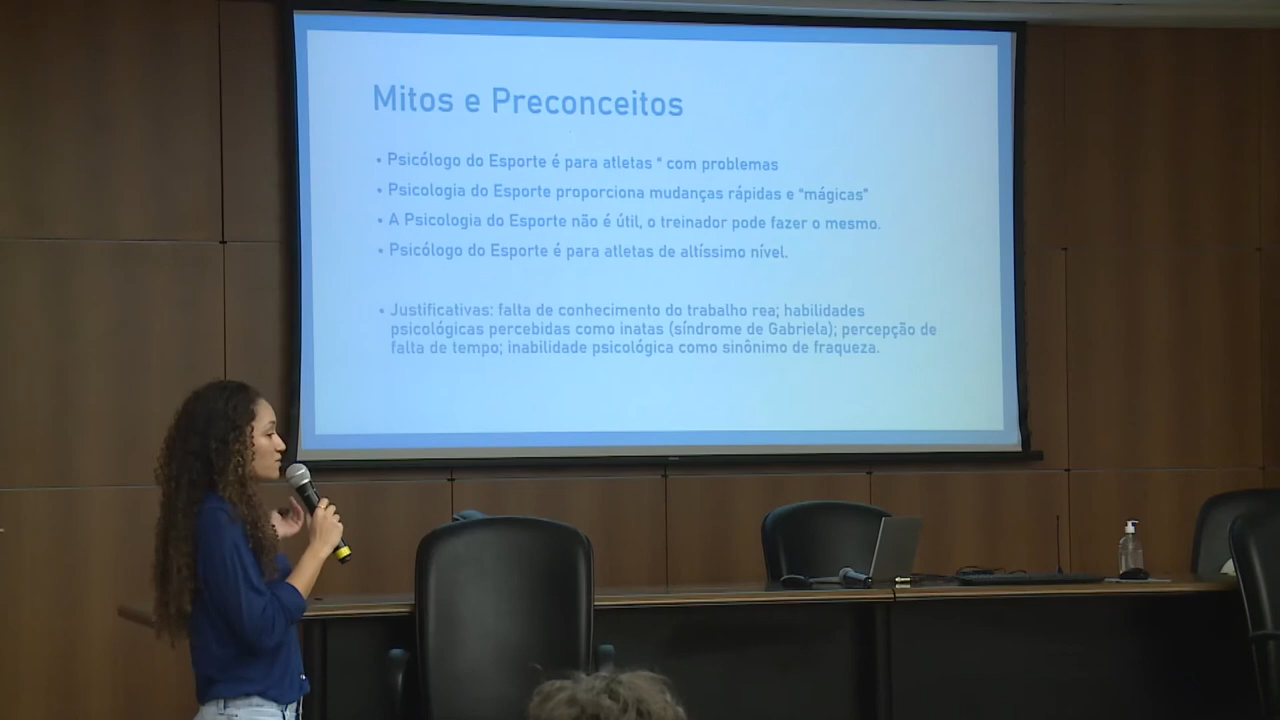 Mitos e Preconceitos
• Psicólogo do Esporte é para atletas * com problemas
• Psicologia do Esporte proporciona mudanças rápidas e "mágicas"
• A Psicologia do Esporte não é útil, o treinador pode fazer o mesmo.
• Psicólogo do Esporte é para atletas de altíssimo nível.
• Justificativas: falta de conhecimento do trabalho rea; habilidades
psicológicas percebidas como inatas (síndrome de Gabriela); percepção de
falta de tempo; inabilidade psicológica como sinônimo de fraqueza.